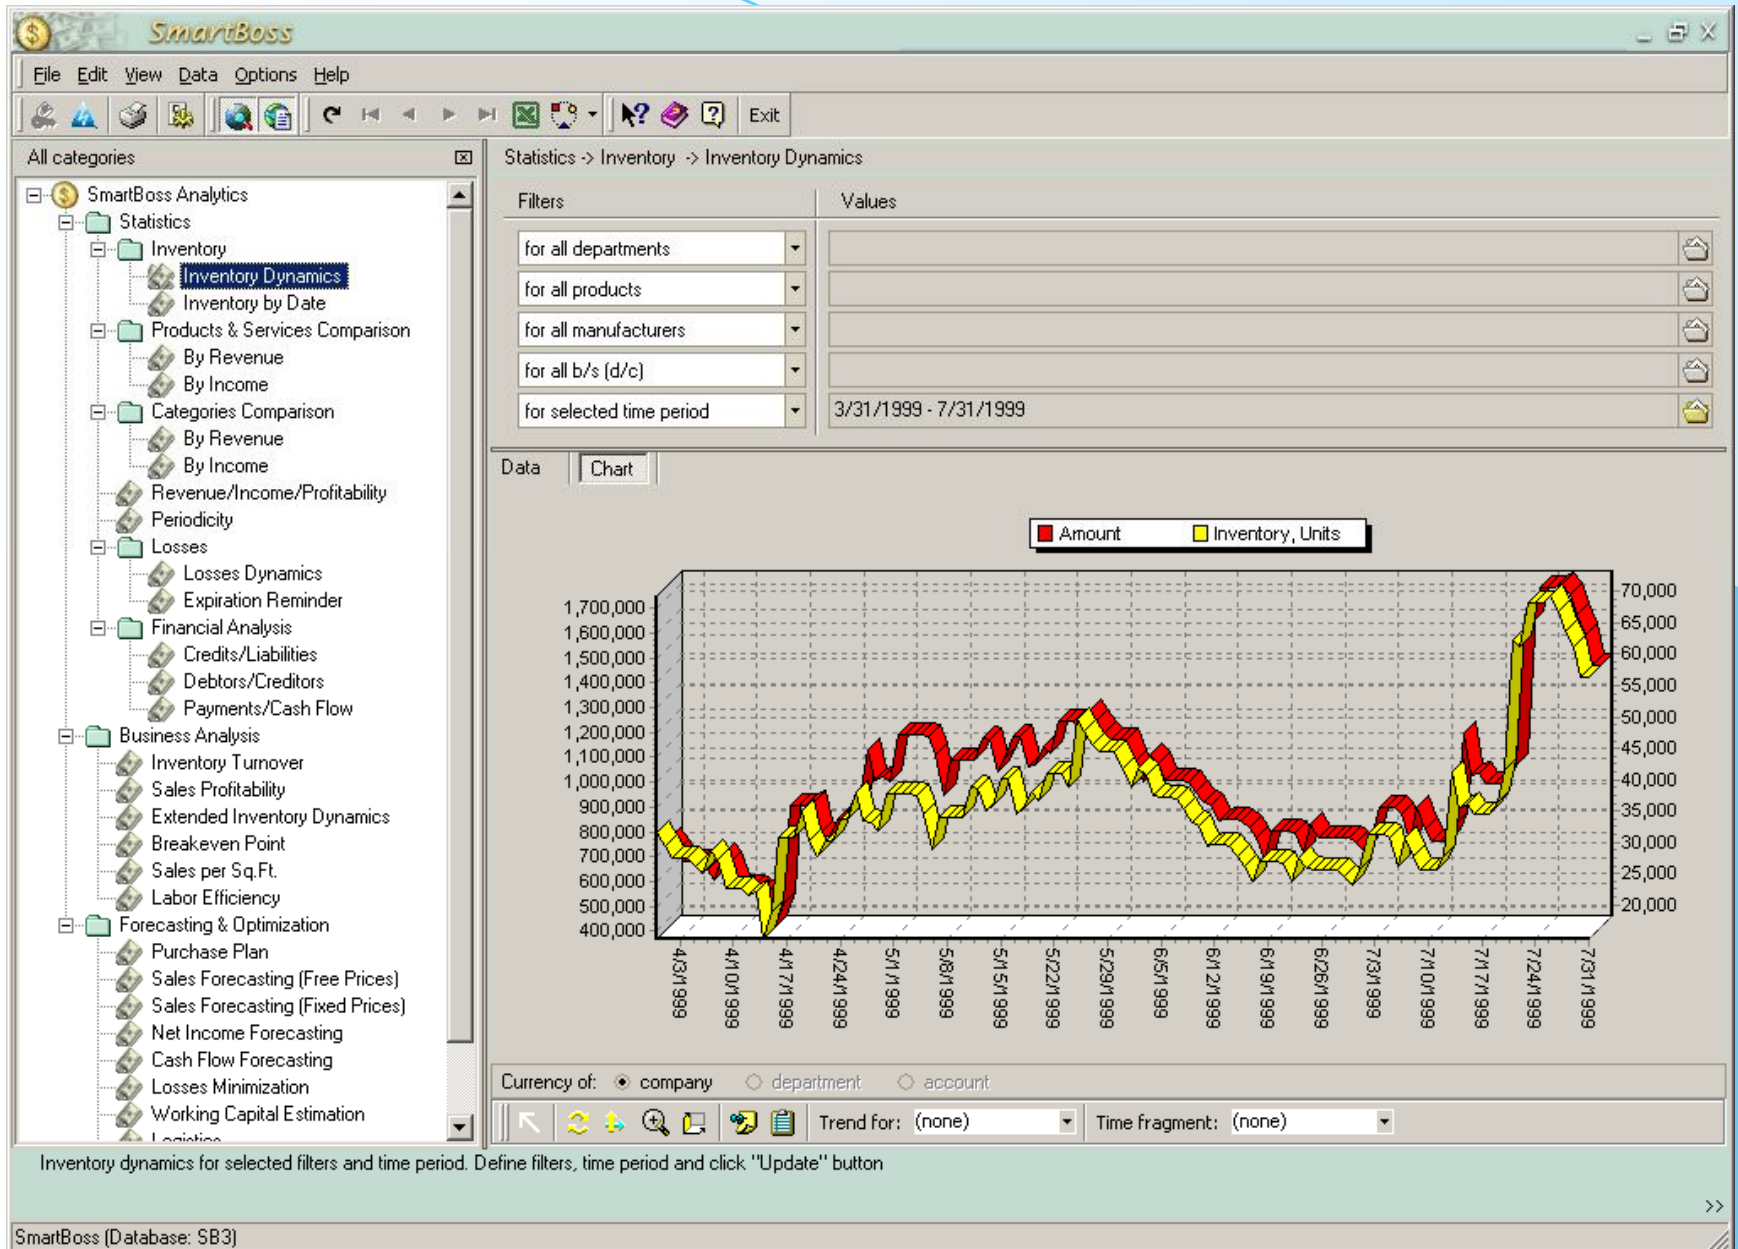 SmartBoss
File Edit View Data Options Help
Exit
All categories
SmartBoss Analytics
Statistics
Inventory
Inventory Dynamics
Inventory by Date
Products & Services Comparison
By Revenue
By Income
Categories Comparison
By Revenue
By Income
Revenue/Income/Profitability
Periodicity
Losses
Losses Dynamics
Expiration Reminder
Financial Analysis
Credits/Liabilities
Debtors/Creditors
Payments/Cash Flow
Business Analysis
Inventory Turnover
Sales Profitability
Extended Inventory Dynamics
Breakeven Point
Sales per Sq.Ft.
Labor Efficiency
Forecasting & Optimization
Purchase Plan
Sales Forecasting (Free Prices)
Sales Forecasting (Fixed Prices)
Net Income Forecasting
Cash Flow Forecasting
Losses Minimization
Working Capital Estimation
Logistics
Statistics -> Inventory -> Inventory Dynamics
Filters Values
for all departments
for all products
for all manufacturers
for all b/s (d/c)
for selected time period 3/31/1999 - 7/31/1999
Data Chart
Amount Inventory, Units
1,700,000
1,600,000
1,500,000
1,400,000
1,300,000
1,200,000
1,100,000
1,000,000
900,000
800,000
700,000
600,000
500,000
400,000
70,000
65,000
60,000
55,000
50,000
45,000
40,000
35,000
30,000
25,000
20,000
4/3/1999
4/10/1999
4/17/1999
4/24/1999
5/1/1999
5/8/1999
5/15/1999
5/22/1999
5/29/1999
6/5/1999
6/12/1999
6/19/1999
6/26/1999
7/3/1999
7/10/1999
7/17/1999
7/24/1999
7/31/1999
Currency of: company department account
Trend for: (none) Time fragment: (none)
Inventory dynamics for selected filters and time period. Define filters, time period and click "Update" button
>>
SmartBoss (Database: SB3)